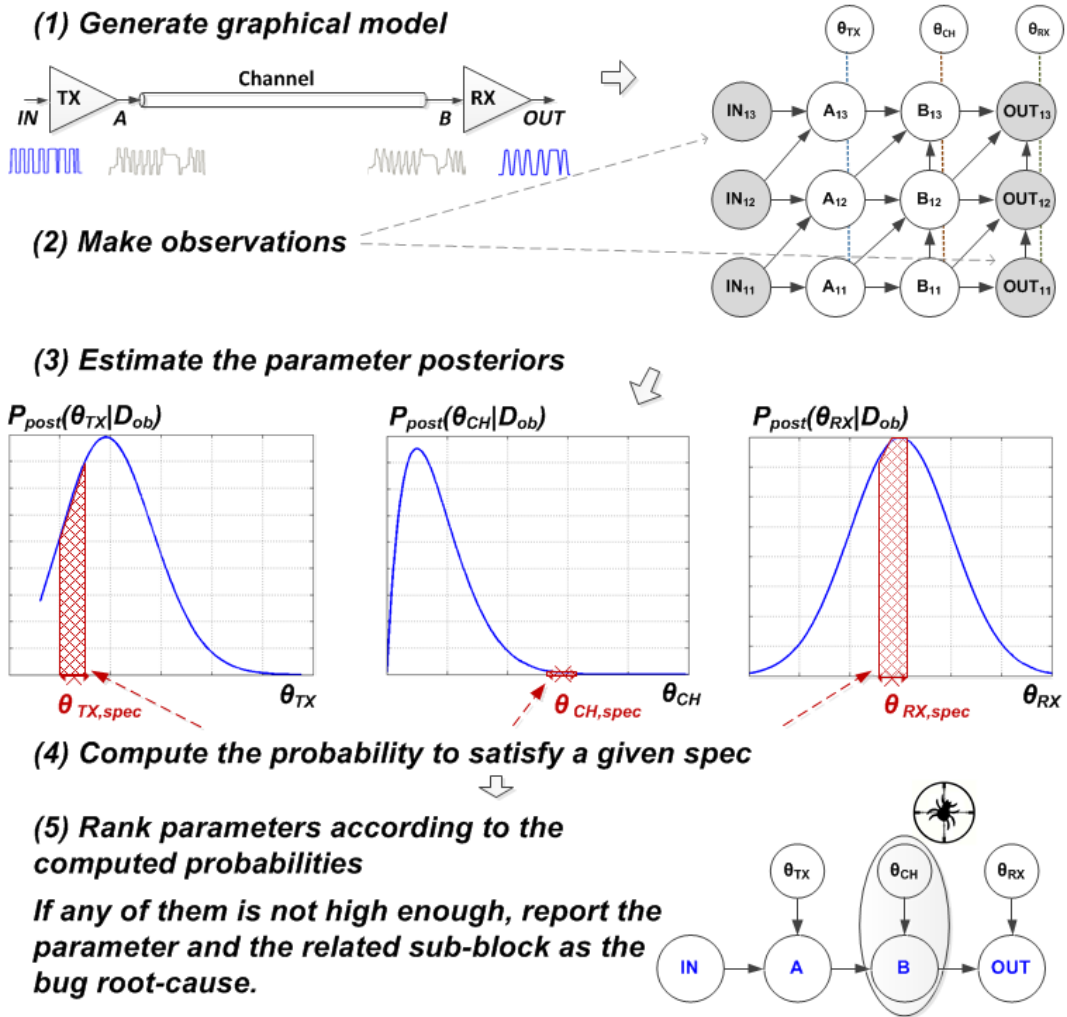 (1) Generate graphical model
Channel
TX
RX
IN
A
B
OUT
θTX
θCH
θRX
IN13
A13
B13
OUT13
IN12
A12
B12
OUT12
IN11
A11
B11
OUT11
(2) Make observations
(3) Estimate the parameter posteriors
Ppost(θTX|Dob)
Ppost(θCH|Dob)
Ppost(θRX|Dob)
θTX
θCH
θRX
θ TX,spec
θ CH,spec
θ RX,spec
(4) Compute the probability to satisfy a given spec
(5) Rank parameters according to the
computed probabilities
If any of them is not high enough, report the
parameter and the related sub-block as the
bug root-cause.
θTX
θCH
θRX
IN
A
B
OUT